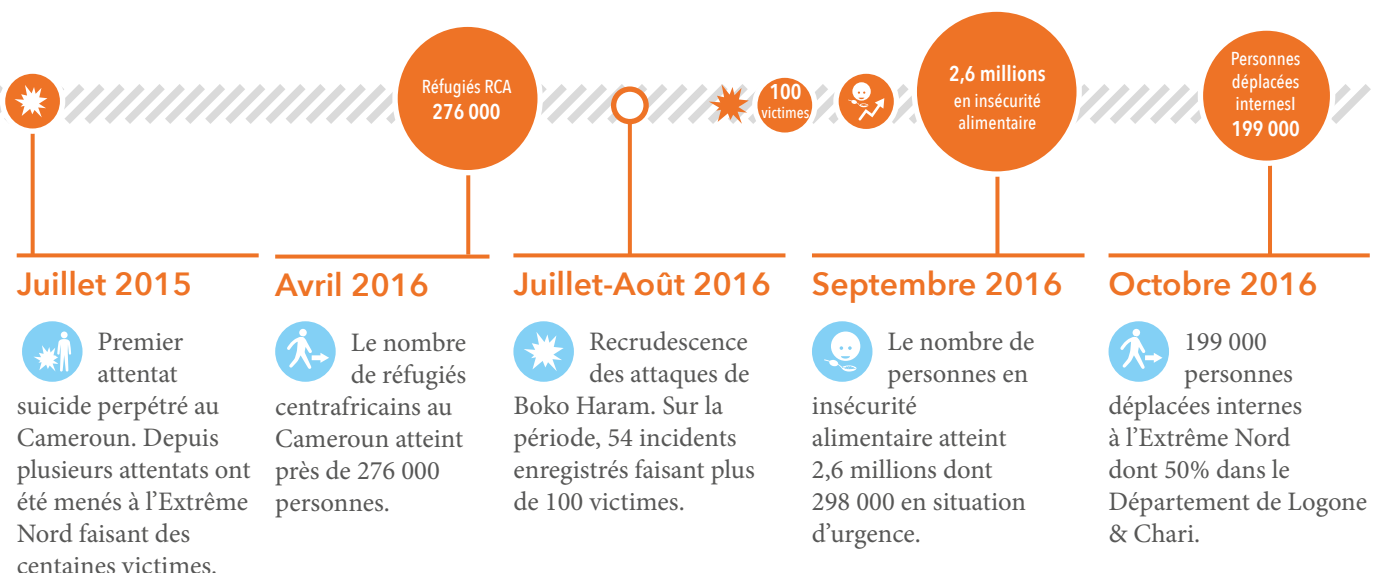 Réfugiés RCA
276 000
100
victimes
2,6 millions
en insécurité
alimentaire
Personnes
déplacées
internesl
199 000
Juillet 2015
Premier
attentat
suicide perpétré au
Cameroun. Depuis
plusieurs attentats ont
été menés à l’Extrême
Nord faisant des
centaines victimes.
Avril 2016
Le nombre
de réfugiés
centrafricains au
Cameroun atteint
près de 276 000
personnes.
Juillet-Août 2016
Recrudescence
des attaques de
Boko Haram. Sur la
période, 54 incidents
enregistrés faisant plus
de 100 victimes.
Septembre 2016
Le nombre de
personnes en
insécurité
alimentaire atteint
2,6 millions dont
298 000 en situation
d’urgence.
Octobre 2016
199 000
personnes
déplacées internes
à l’Extrême Nord
dont 50% dans le
Département de Logone
& Chari.